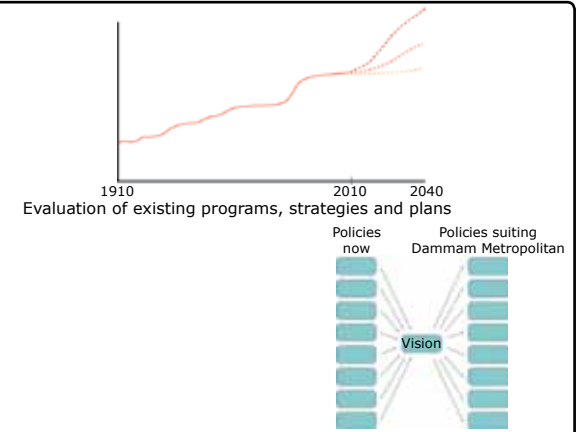 1910 2010 2040
Evaluation of existing programs, strategies and plans
Policies now
Policies suiting Dammam Metropolitan
Vision